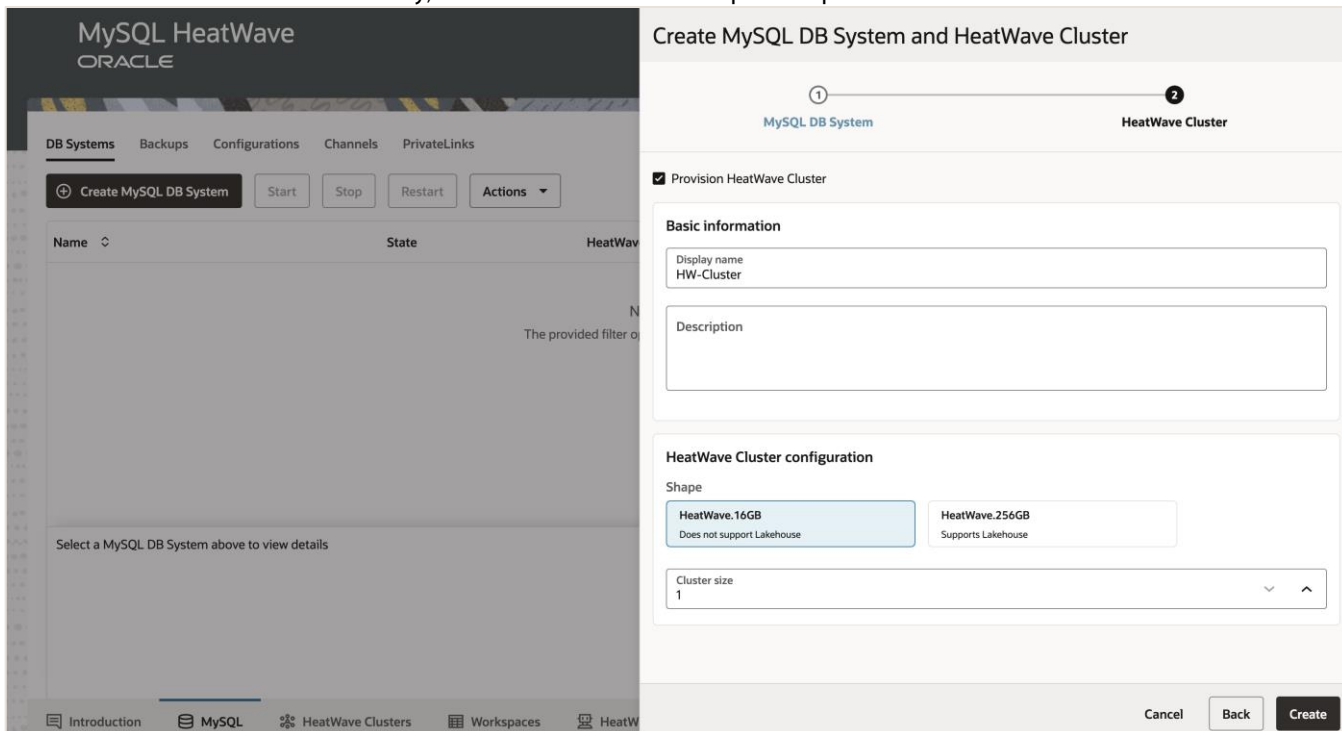 MySQL HeatWave
ORACLE
DB Systems Backups Configurations Channels PrivateLinks
Create MySQL DB System Start Stop Restart Actions
Name State HeatWav
N
The provided filter o
Select a MySQL DB System above to view details
Introduction MySQL HeatWave Clusters Workspaces HeatW
Create MySQL DB System and HeatWave Cluster
1 2
MySQL DB System HeatWave Cluster
Provision HeatWave Cluster
Basic information
Display name
HW-Cluster
Description
HeatWave Cluster configuration
Shape
HeatWave.16GB HeatWave.256GB
Does not support Lakehouse Supports Lakehouse
Cluster size
1
Cancel Back Create